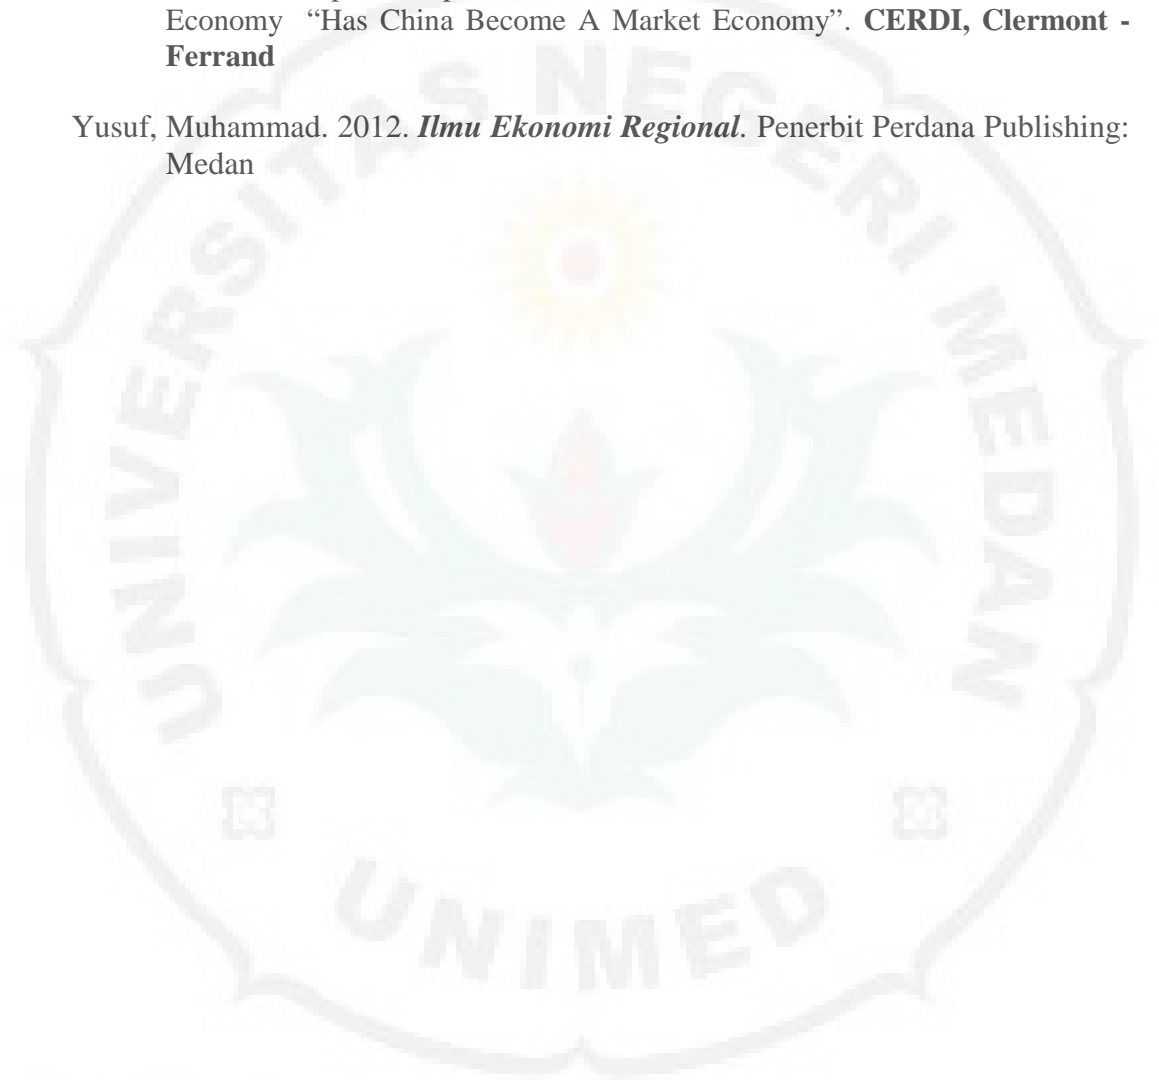 Economy “Has China Become A Market Economy”. CERDI, Clermont -
Ferrand
Yusuf, Muhammad. 2012. Ilmu Ekonomi Regional. Penerbit Perdana Publishing:
Medan
UNIVERSITAS NEGERI MEDAN
UNIMED